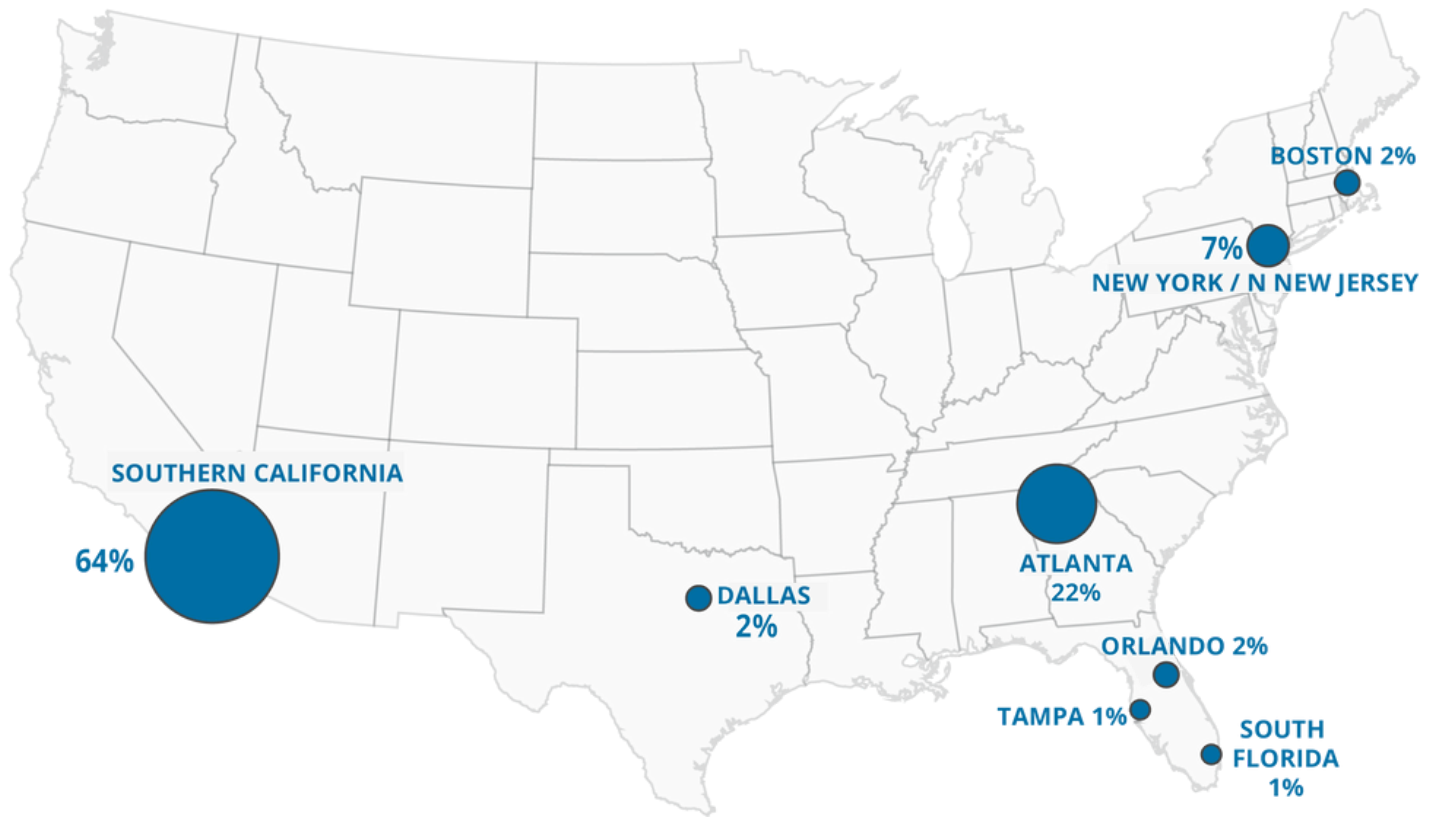 BOSTON 2%
7%
NEW YORK / N NEW JERSEY
SOUTHERN CALIFORNIA
64%
ATLANTA
22%
DALLAS
2%
ORLANDO 2%
TAMPA 1%
SOUTH
FLORIDA
1%